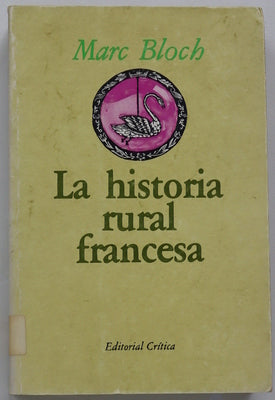 Marc Bloch
La historia
rural
francesa
Editorial Crítica